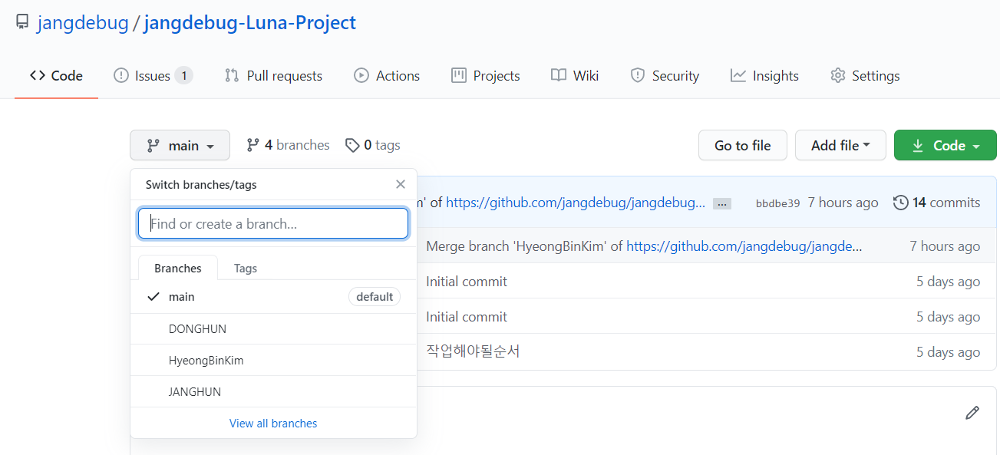 jangdebug / jangdebug-Luna-Project
Code Issues 1 Pull requests Actions Projects Wiki Security Insights Settings
main 4 branches 0 tags Go to file Add file Code
Switch branches/tags
Find or create a branch...
m' of https://github.com/jangdebug/jangdebug... ... bbdbe39 7 hours ago 14 commits
Merge branch 'HyeongBinKim' of https://github.com/jangdebug/jangde... 7 hours ago
Branches Tags
Initial commit 5 days ago
main default
Initial commit 5 days ago
DONGHUN
작업해야될순서 5 days ago
HyeongBinKim
JANGHUN
View all branches